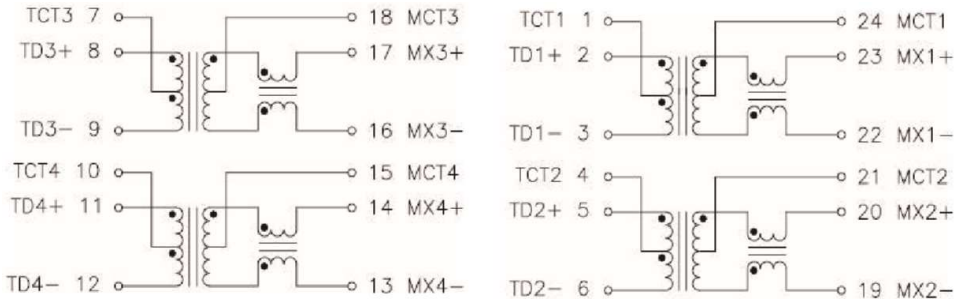 TCT3 7
18 MCT3
TD3+ 8
17 MX3+
TD3- 9
16 MX3-
TCT4 10
15 MCT4
TD4+ 11
14 MX4+
TD4- 12
13 MX4-
TCT1 1
24 MCT1
TD1+ 2
23 MX1+
TD1- 3
22 MX1-
TCT2 4
21 MCT2
TD2+ 5
20 MX2+
TD2- 6
19 MX2-